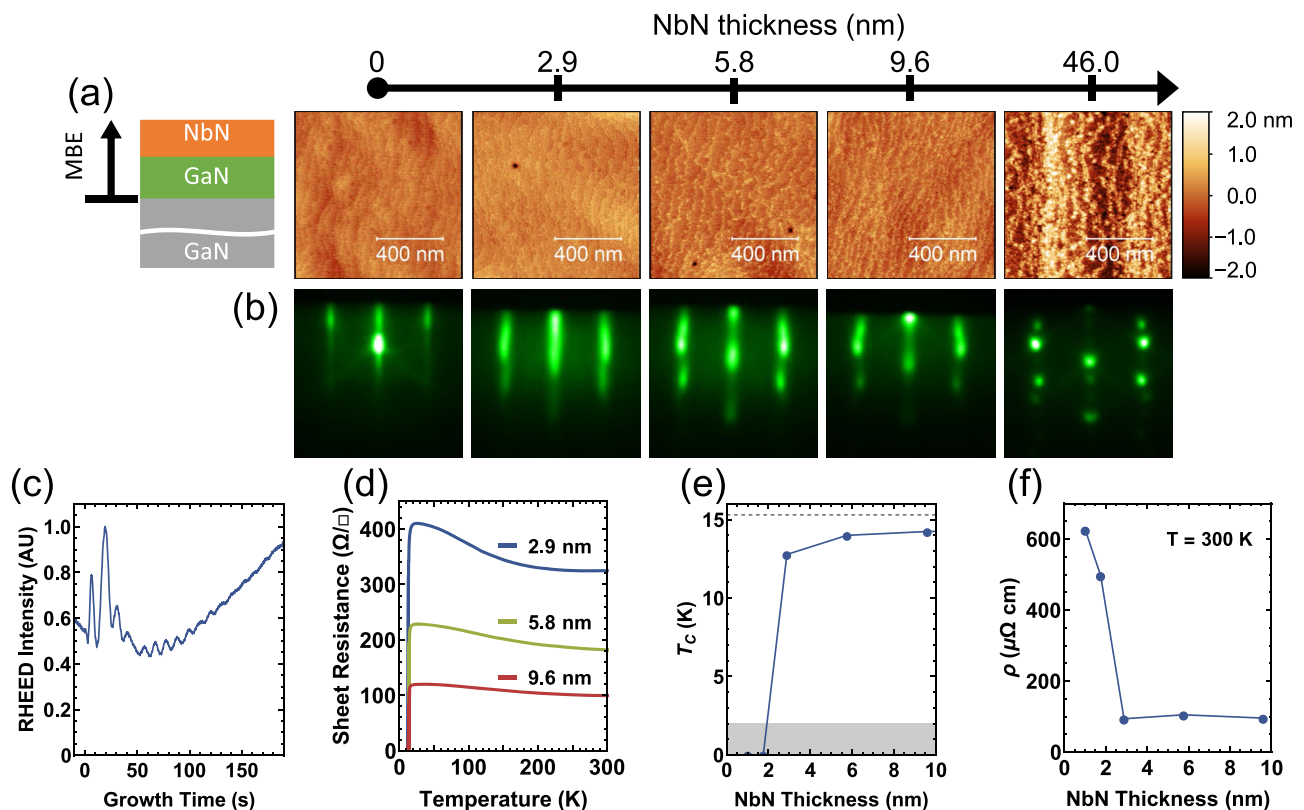 NbN thickness (nm)
0 2.9 5.8 9.6 46.0
(a)
MBE
NbN
GaN
GaN
400 nm 400 nm 400 nm 400 nm 400 nm
2.0 nm
1.0
0.0
−1.0
−2.0
(b)
(c)
RHEED Intensity (AU)
1.0
0.8
0.6
0.4
0.2
0
0 50 100 150
Growth Time (s)
(d)
Sheet Resistance (Ω/□)
400
300
200
100
0
2.9 nm
5.8 nm
9.6 nm
0 100 200 300
Temperature (K)
(e)
T_C (K)
15
10
5
0
0 2 4 6 8 10
NbN Thickness (nm)
(f)
ρ (μΩ cm)
T = 300 K
600
400
200
0
0 2 4 6 8 10
NbN Thickness (nm)